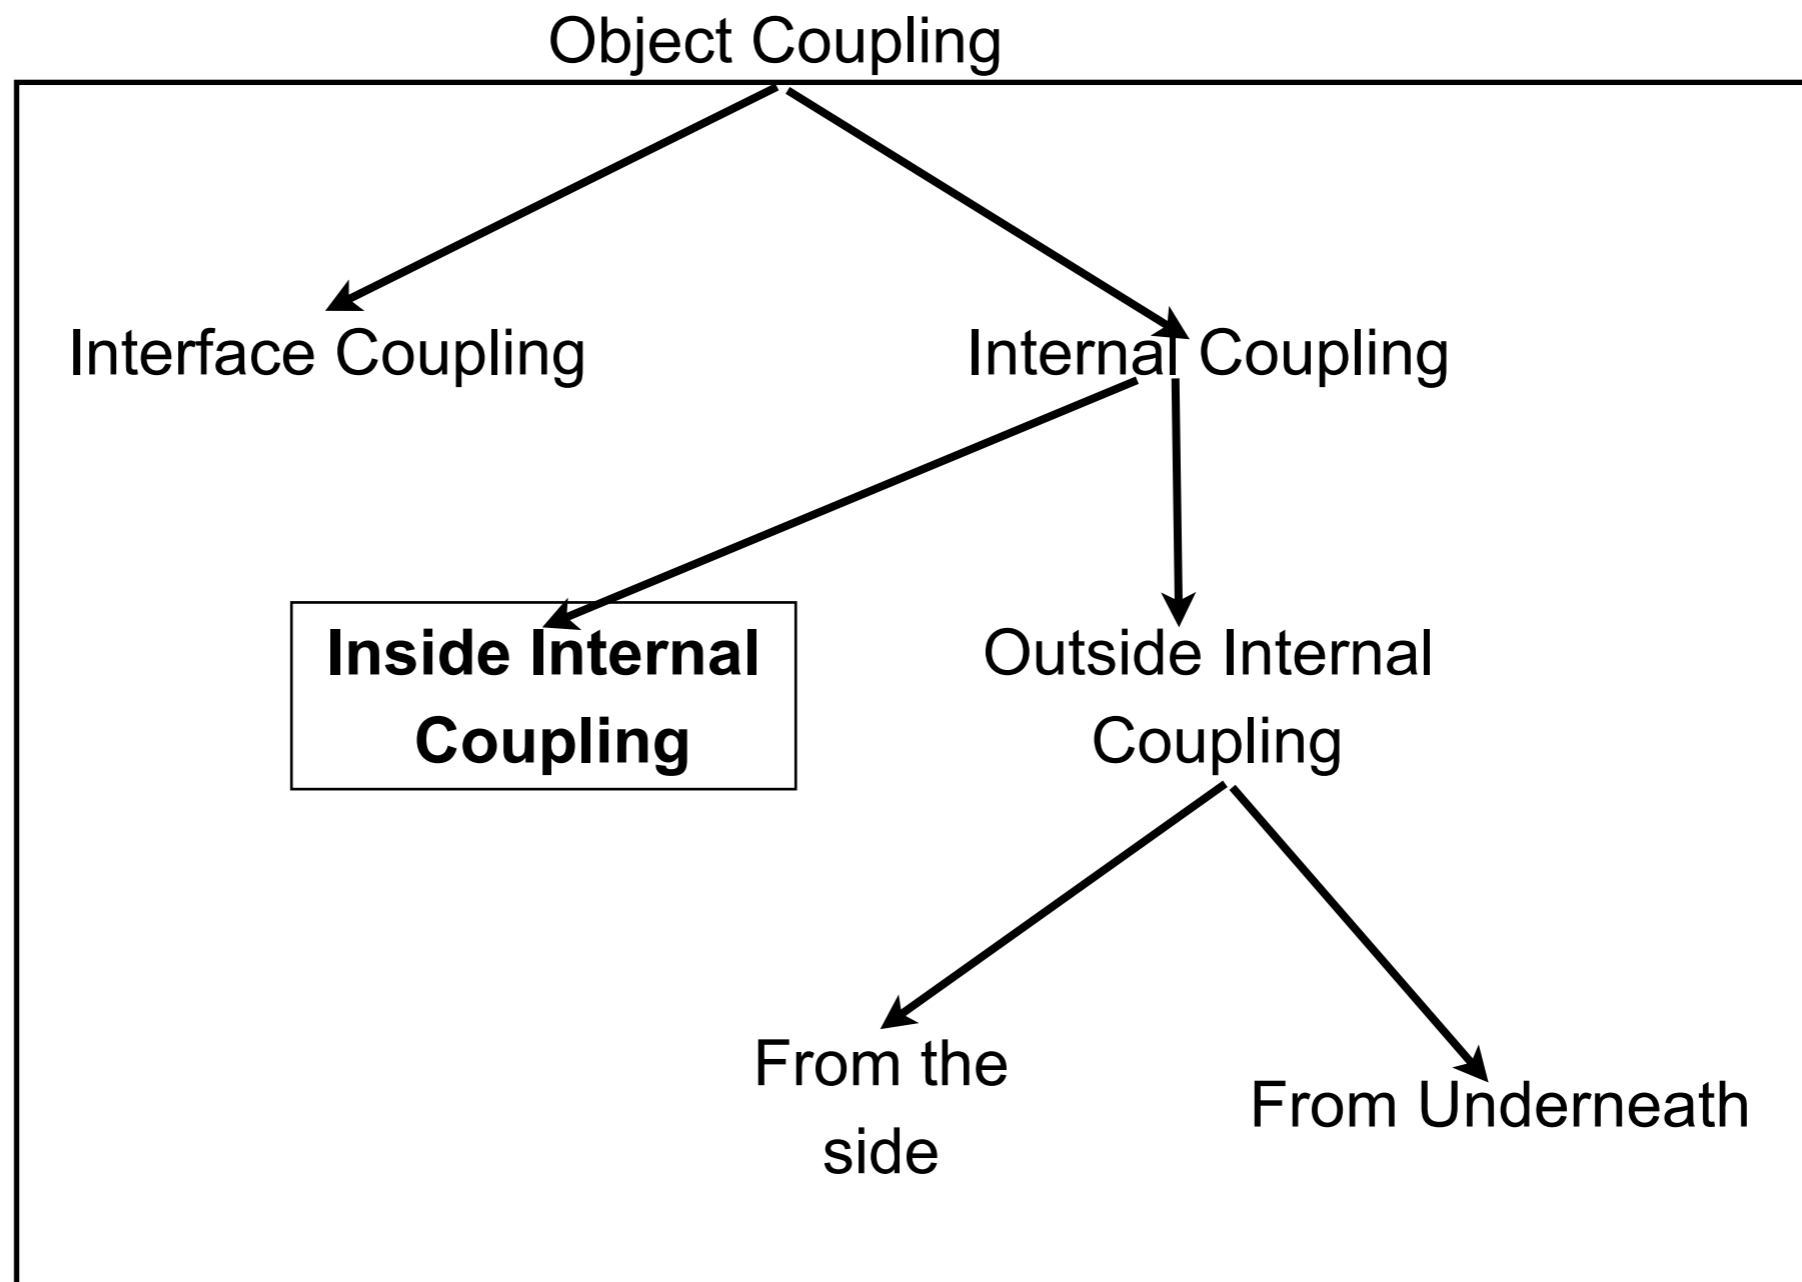 Object Coupling
Interface Coupling
Internal Coupling
Inside Internal
Coupling
Outside Internal
Coupling
From the
side
From Underneath